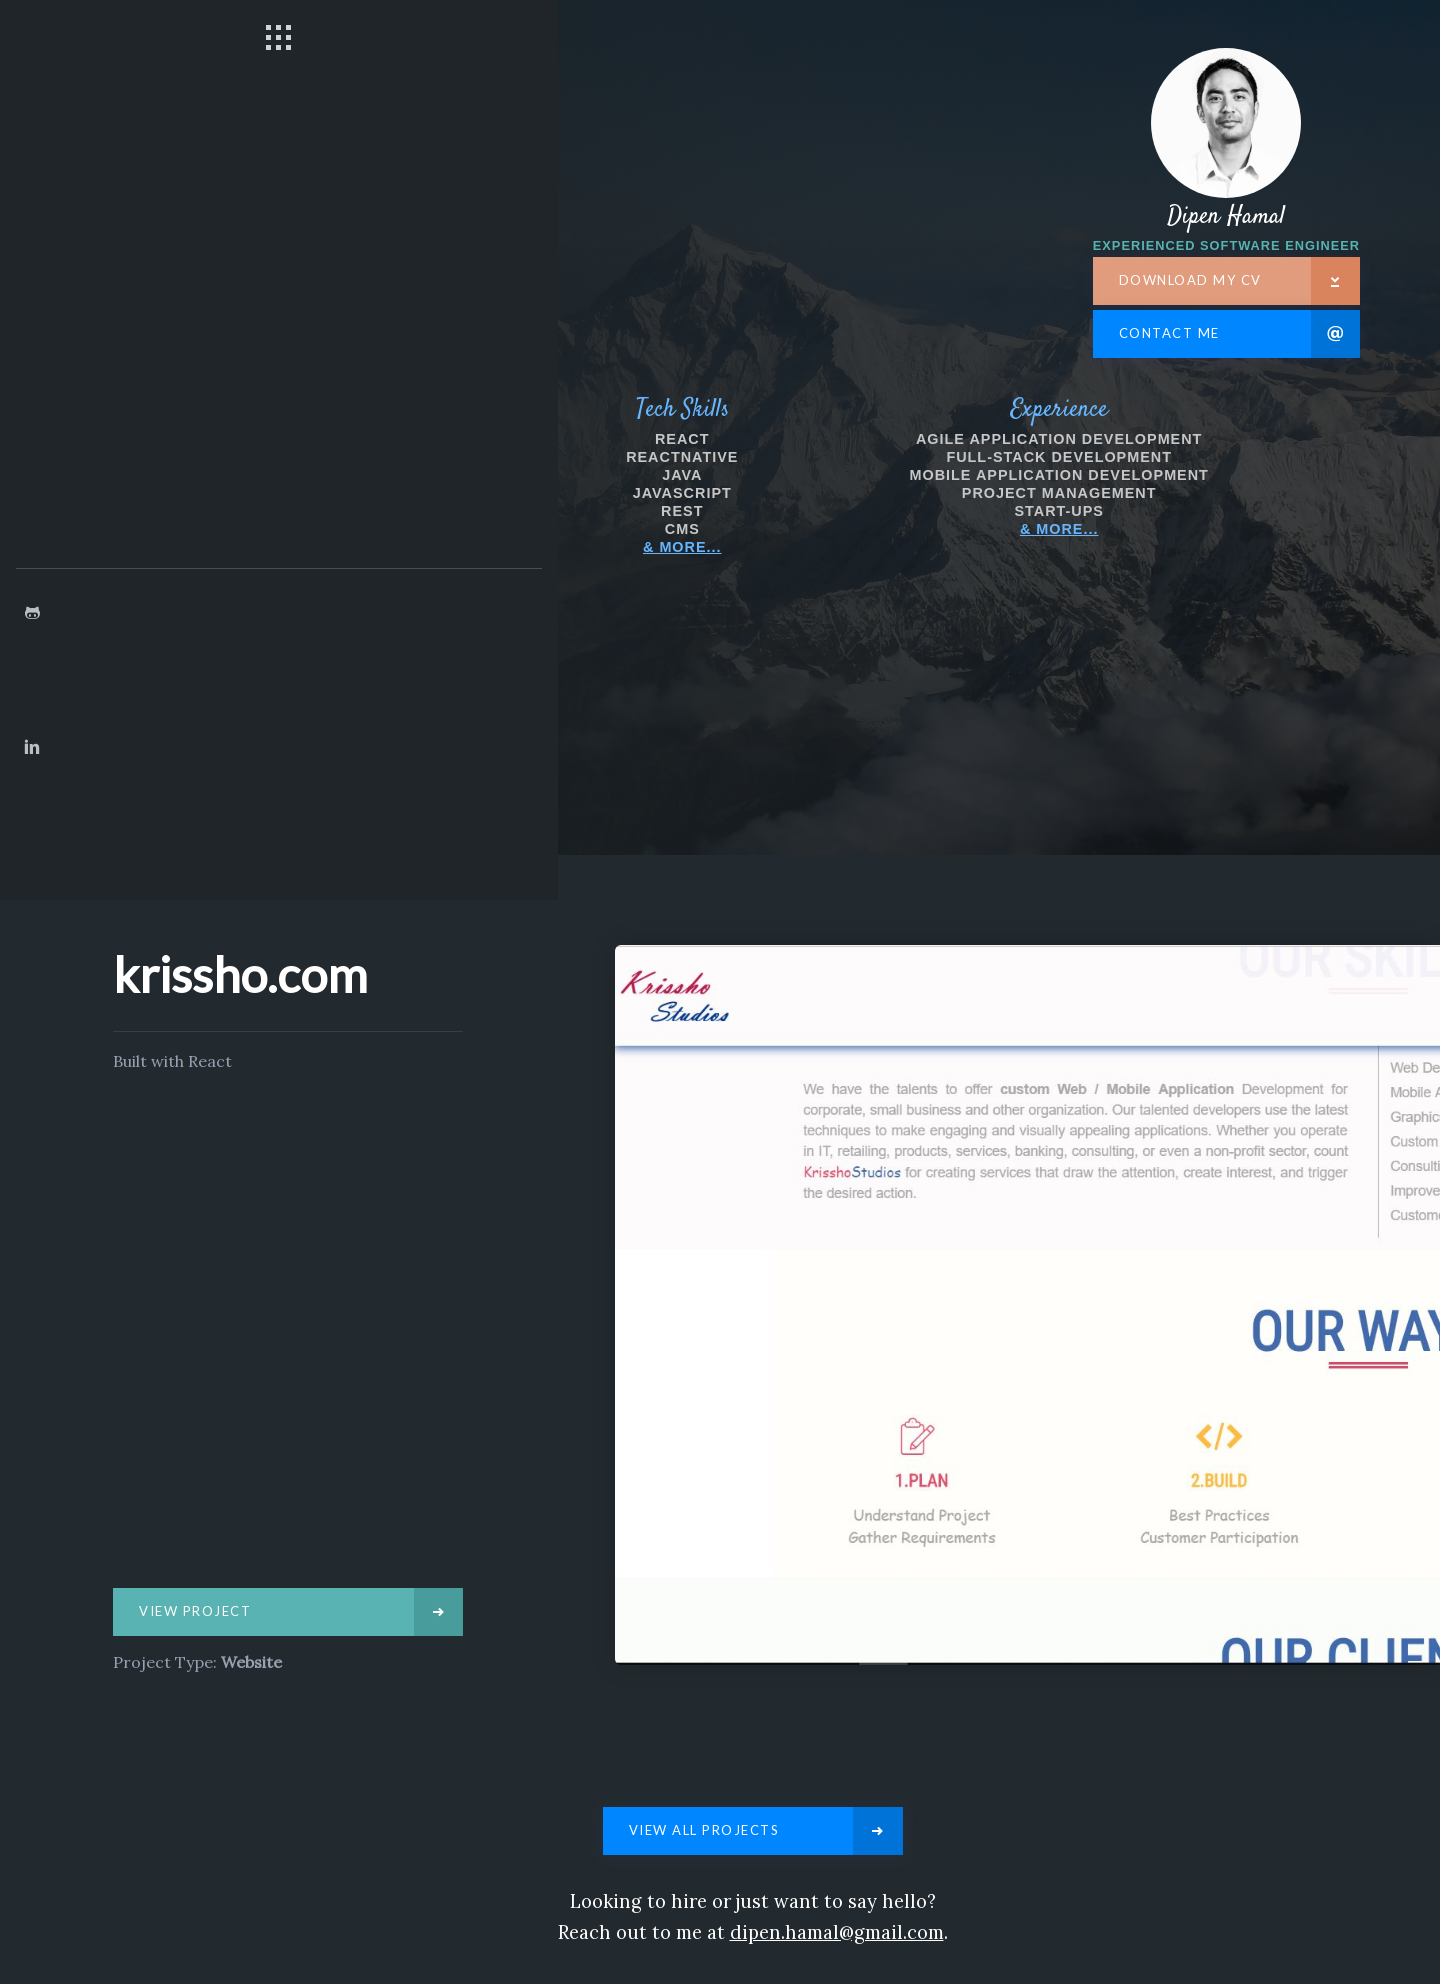 Dipen Hamal
EXPERIENCED SOFTWARE ENGINEER
DOWNLOAD MY CV
CONTACT ME
@
Tech Skills
REACT
REACTNATIVE
JAVA
JAVASCRIPT
REST
CMS
& MORE...
Experience
AGILE APPLICATION DEVELOPMENT
FULL-STACK DEVELOPMENT
MOBILE APPLICATION DEVELOPMENT
PROJECT MANAGEMENT
START-UPS
& MORE...
in
krissho.com
Built with React
VIEW PROJECT
Project Type: Website
OUR SKIL
Krissho
Studios
We have the talents to offer custom Web / Mobile Application Development for
corporate, small business and other organization. Our talented developers use the latest
techniques to make engaging and visually appealing applications. Whether you operate
in IT, retailing, products, services, banking, consulting, or even a non-profit sector, count
KrisshoStudios for creating services that draw the attention, create interest, and trigger
the desired action.
Web De
Mobile A
Graphic
Custom
Consulti
Improve
Custome
OUR WAY
1.PLAN
Understand Project
Gather Requirements
2.BUILD
Best Practices
Customer Participation
OUR CLIEN
VIEW ALL PROJECTS
Looking to hire or just want to say hello?
Reach out to me at dipen.hamal@gmail.com.